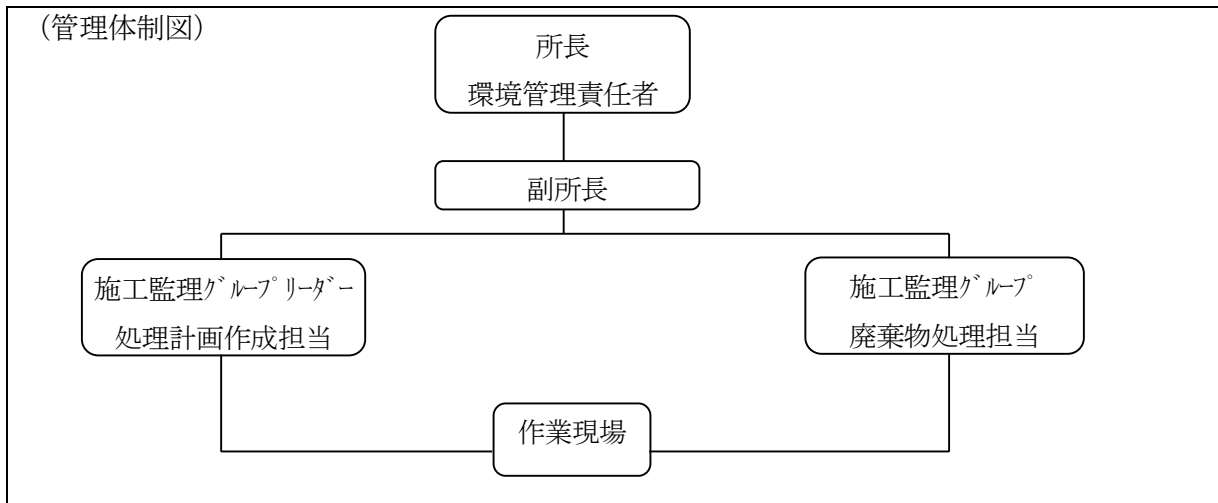 (管理体制図)
所長
環境管理責任者
副所長
施工監理ｸﾞﾙｰﾌﾟﾘｰﾀﾞｰ
処理計画作成担当
施工監理ｸﾞﾙｰﾌﾟ
廃棄物処理担当
作業現場